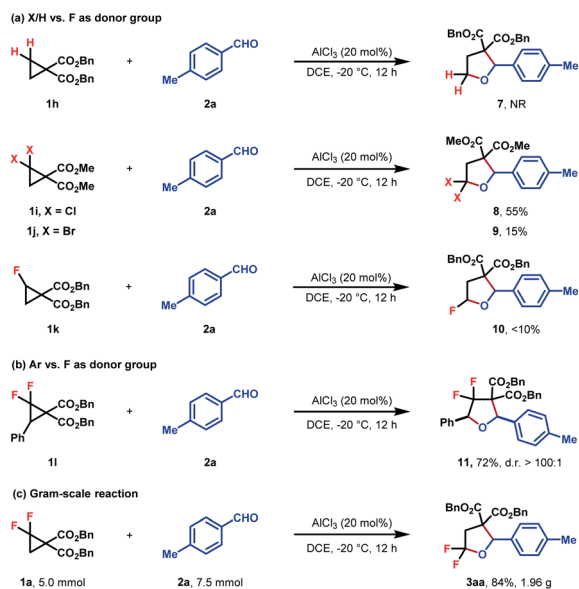 (a) X/H vs. F as donor group
H
H
CO₂Bn
CO₂Bn
1h
+
CHO
Me
2a
AlCl₃ (20 mol%)
DCE, -20 °C, 12 h
BnO₂C
CO₂Bn
H
H
O
Me
7, NR
X
X
CO₂Me
CO₂Me
1i, X = Cl
1j, X = Br
+
CHO
Me
2a
AlCl₃ (20 mol%)
DCE, -20 °C, 12 h
MeO₂C
CO₂Me
X
X
O
Me
8, 55%
9, 15%
F
CO₂Bn
CO₂Bn
1k
+
CHO
Me
2a
AlCl₃ (20 mol%)
DCE, -20 °C, 12 h
BnO₂C
CO₂Bn
F
O
Me
10, <10%
(b) Ar vs. F as donor group
F
F
CO₂Bn
CO₂Bn
Ph
1l
+
CHO
Me
2a
AlCl₃ (20 mol%)
DCE, -20 °C, 12 h
F
F
CO₂Bn
CO₂Bn
Ph
O
Me
11, 72%, d.r. > 100:1
(c) Gram-scale reaction
F
F
CO₂Bn
CO₂Bn
1a, 5.0 mmol
+
CHO
Me
2a, 7.5 mmol
AlCl₃ (20 mol%)
DCE, -20 °C, 12 h
BnO₂C
CO₂Bn
F
F
O
Me
3aa, 84%, 1.96 g